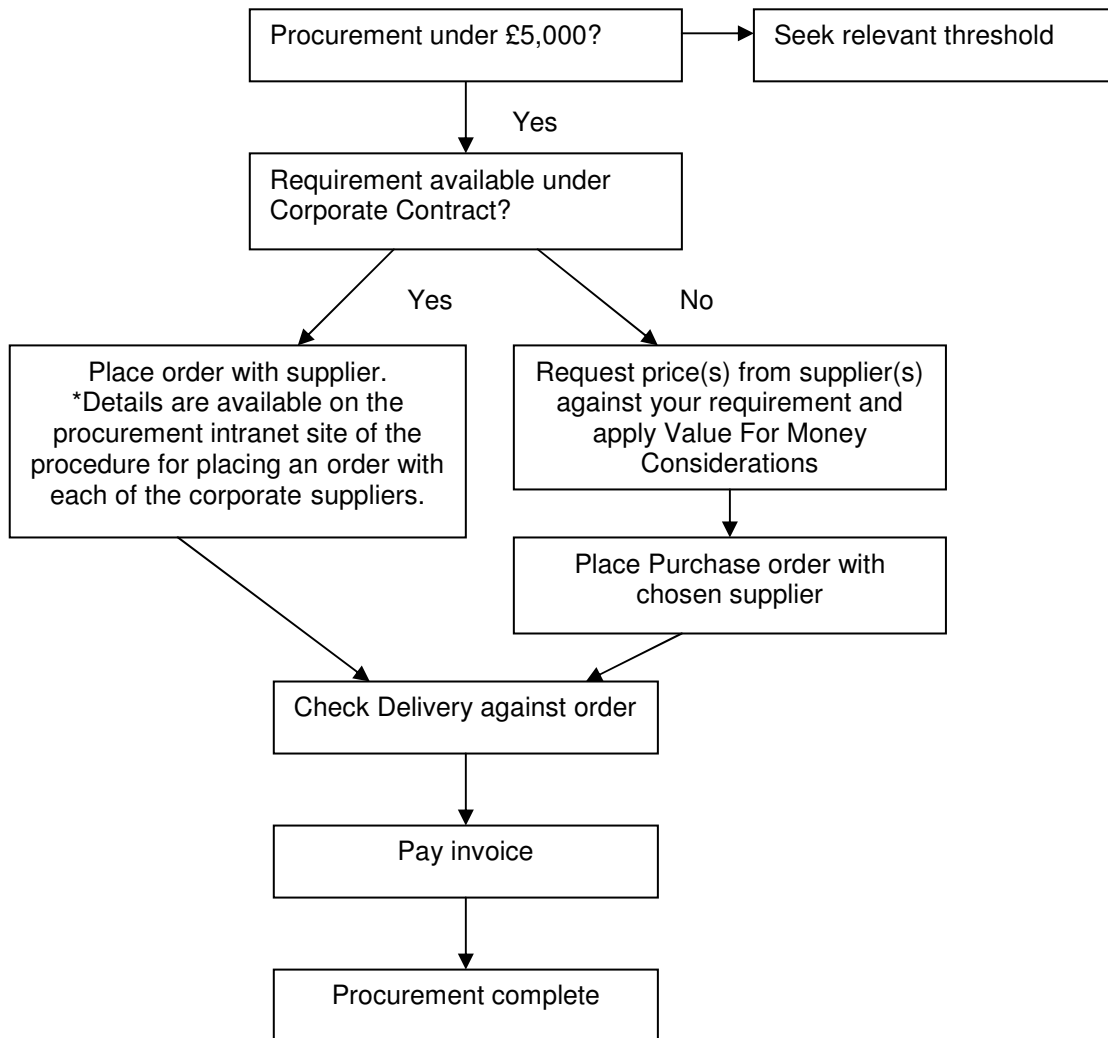 Procurement under £5,000?
Seek relevant threshold
Yes
Requirement available under
Corporate Contract?
Yes
No
Place order with supplier.
*Details are available on the
procurement intranet site of the
procedure for placing an order with
each of the corporate suppliers.
Request price(s) from supplier(s)
against your requirement and
apply Value For Money
Considerations
Place Purchase order with
chosen supplier
Check Delivery against order
Pay invoice
Procurement complete